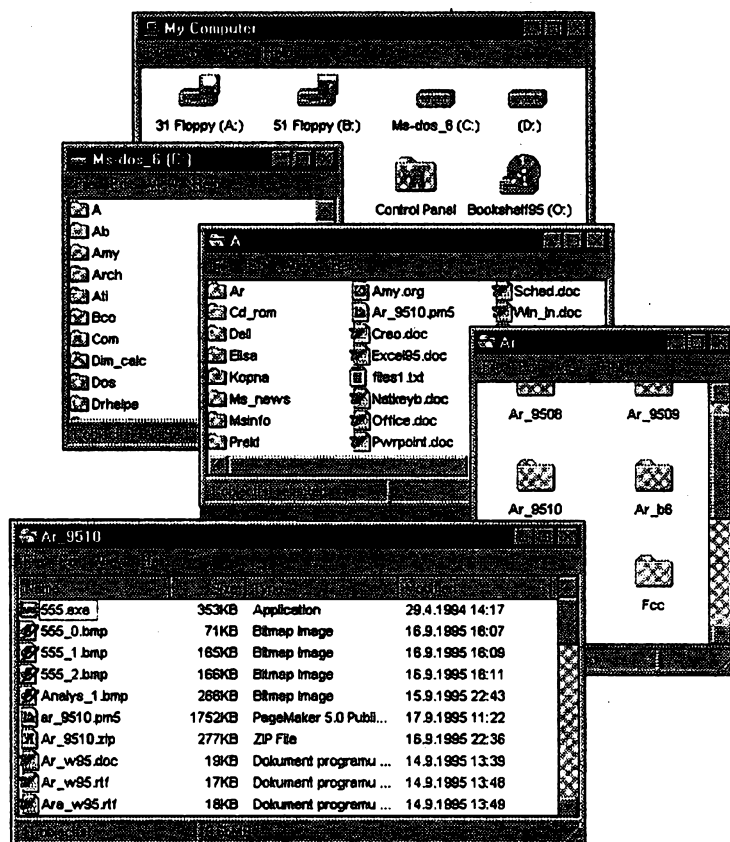 My Computer
31 Floppy (A:) 51 Floppy (B:) Ms-dos_6 (C:) (D:)
Control Panel Bookshelf95 (O:)
Ms-dos_6 (C:)
A
Ab
Amy
Arch
Ati
Bco
Com
Dim_calc
Dos
Drhelpe
A
Ar Amy.org Sched.doc
Cd_rom Ar_9510.pm5 Win_in.doc
Dell Creo.doc
Elisa Excel95.doc
Kopna files1.txt
Ms_news Natkeyb.doc
Msinfo Office.doc
Preld Pwrpoint.doc
Ar
Ar_9508 Ar_9509
Ar_9510 Ar_b6
Fcc
Ar_9510
555.exe 353KB Application 29.4.1994 14:17
555_0.bmp 71KB Bitmap Image 16.9.1995 16:07
555_1.bmp 165KB Bitmap Image 16.9.1995 16:09
555_2.bmp 166KB Bitmap Image 16.9.1995 16:11
Analys_1.bmp 266KB Bitmap Image 15.9.1995 22:43
ar_9510.pm5 1752KB PageMaker 5.0 Publi... 17.9.1995 11:22
Ar_9510.zip 277KB ZIP File 16.9.1995 22:36
Ar_w95.doc 19KB Dokument programu ... 14.9.1995 13:39
Ar_w95.rtf 17KB Dokument programu ... 14.9.1995 13:48
Ara_w95.rtf 18KB Dokument programu ... 14.9.1995 13:49